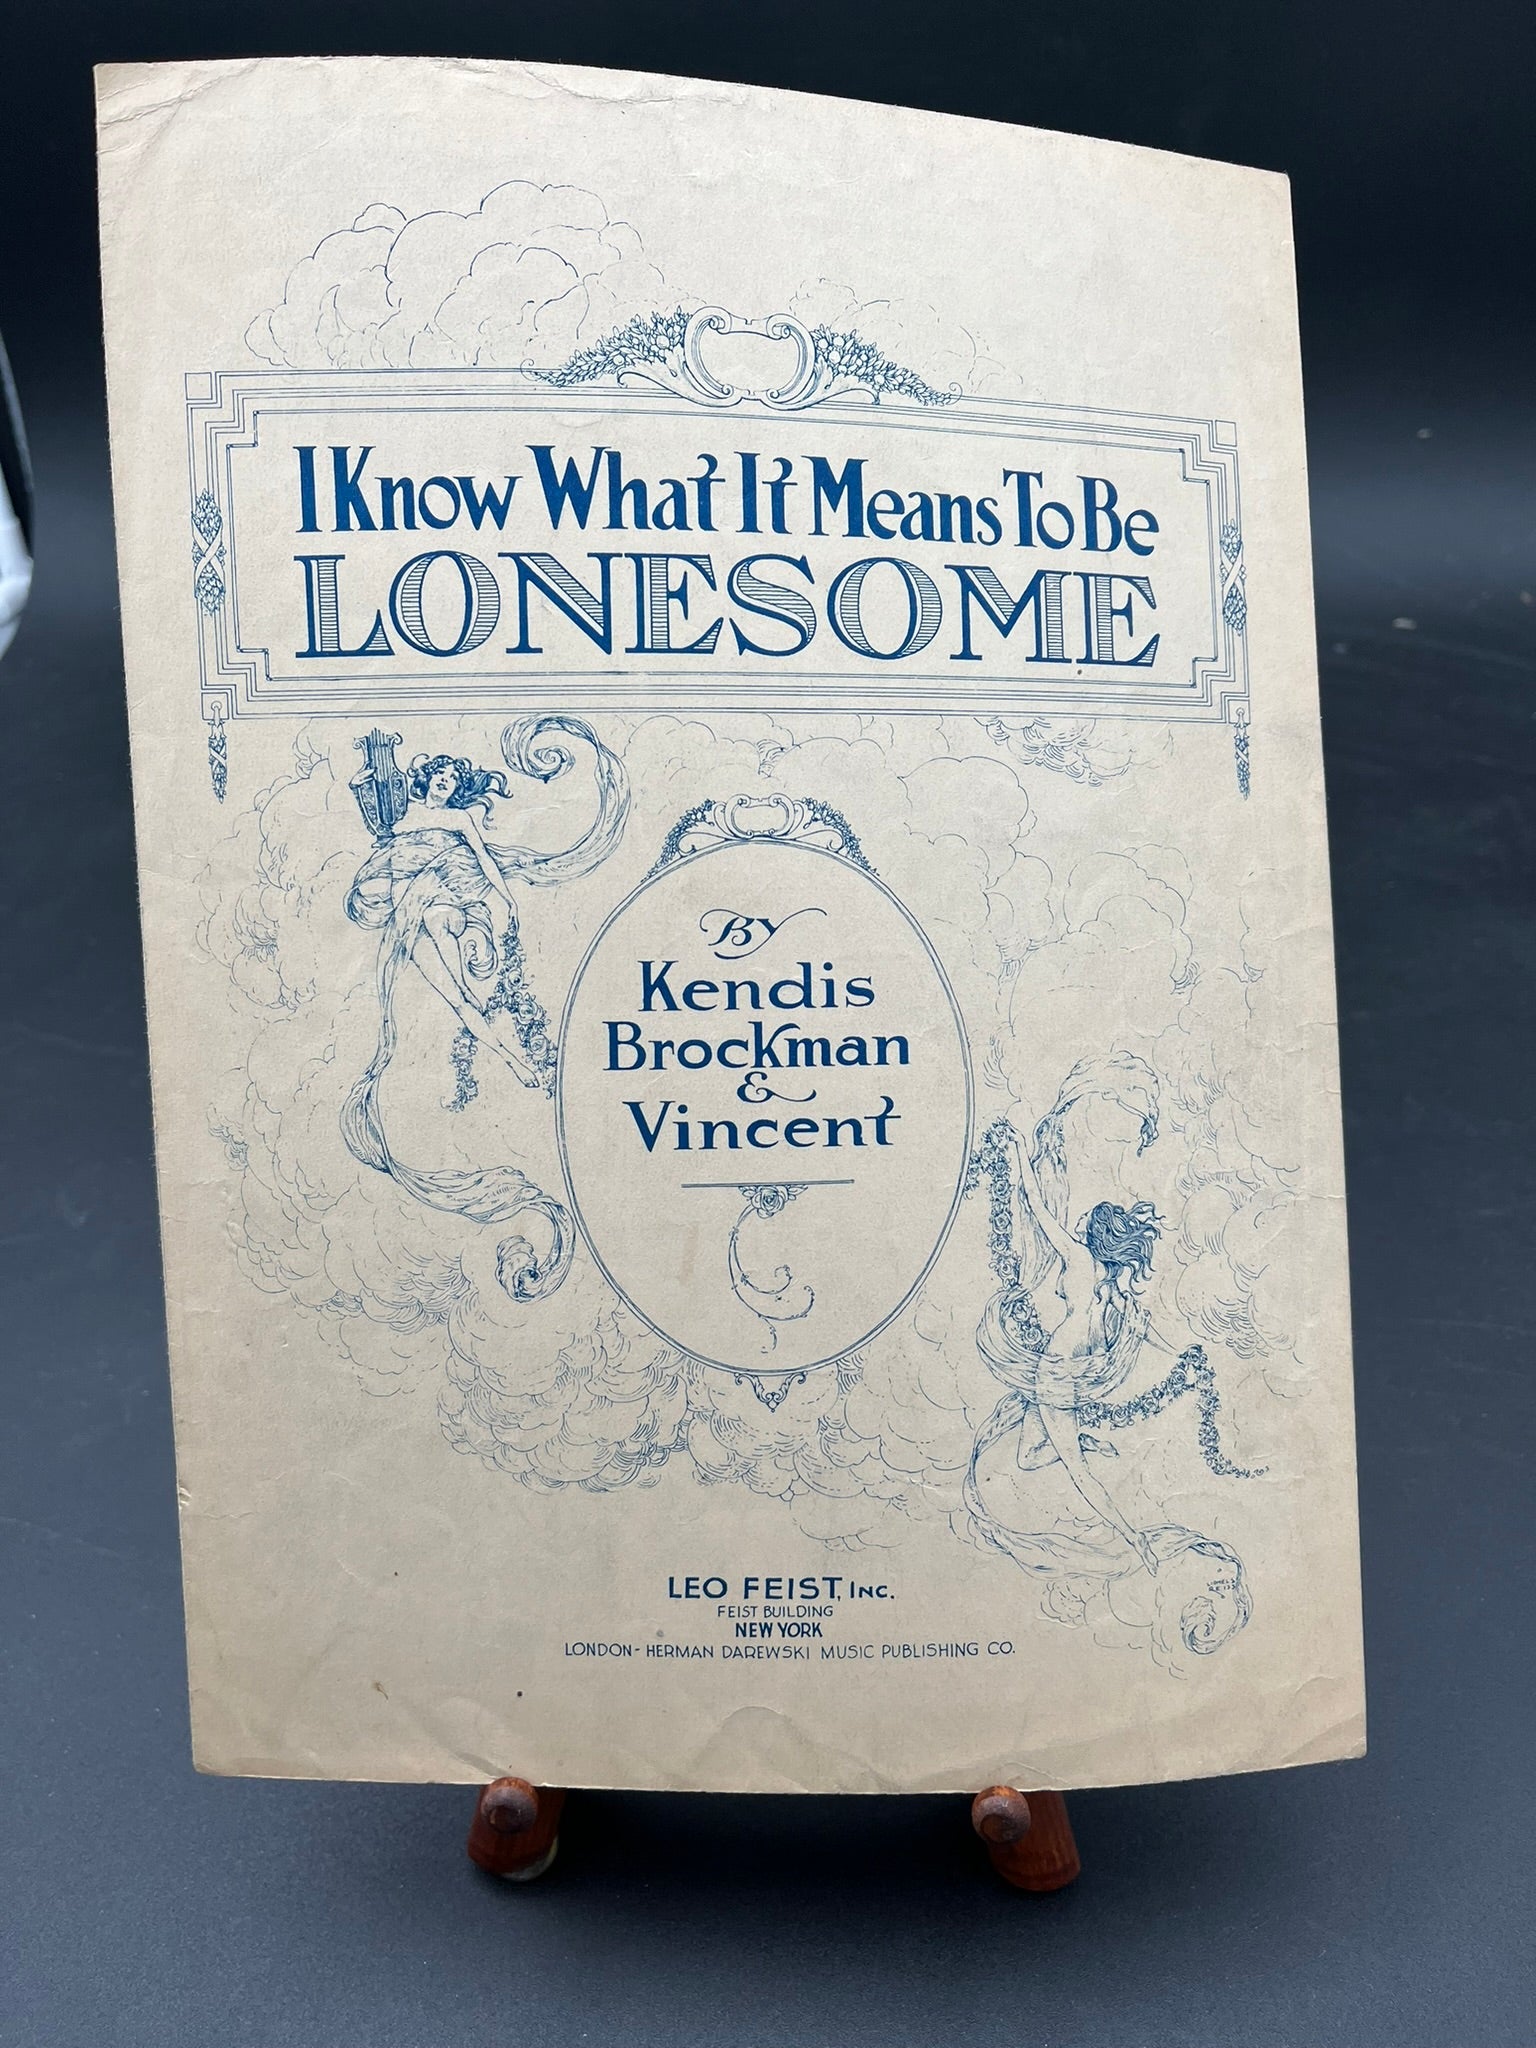 I Know What It Means To Be
LONESOME
BY
Kendis
Brockman
&
Vincent
LEO FEIST, INC.
FEIST BUILDING
NEW YORK
LONDON - HERMAN DAREWSKI MUSIC PUBLISHING CO.